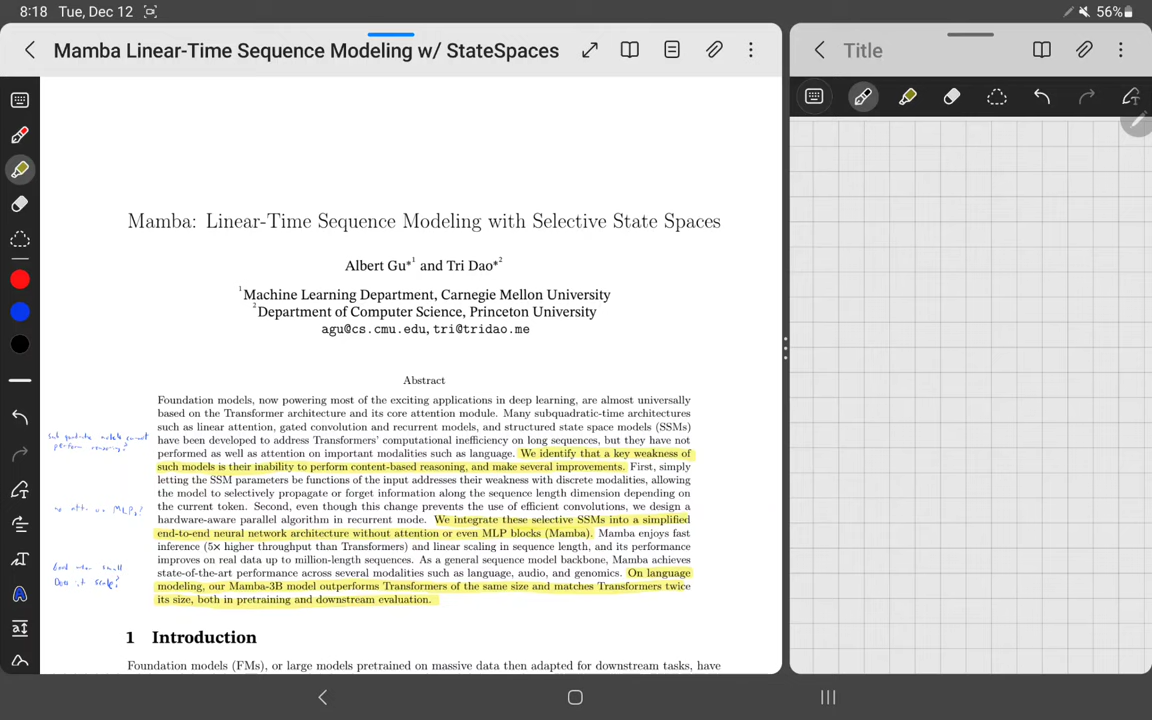 8:18 Tue, Dec 12
56%
Mamba Linear-Time Sequence Modeling w/ StateSpaces
Title
Mamba: Linear-Time Sequence Modeling with Selective State Spaces
Albert Gu*1 and Tri Dao*2
1Machine Learning Department, Carnegie Mellon University
2Department of Computer Science, Princeton University
agu@cs.cmu.edu, tri@tridao.me
Abstract
Foundation models, now powering most of the exciting applications in deep learning, are almost universally
based on the Transformer architecture and its core attention module. Many subquadratic-time architectures
such as linear attention, gated convolution and recurrent models, and structured state space models (SSMs)
have been developed to address Transformers' computational inefficiency on long sequences, but they have not
performed as well as attention on important modalities such as language. We identify that a key weakness of
such models is their inability to perform content-based reasoning, and make several improvements. First, simply
letting the SSM parameters be functions of the input addresses their weakness with discrete modalities, allowing
the model to selectively propagate or forget information along the sequence length dimension depending on
the current token. Second, even though this change prevents the use of efficient convolutions, we design a
hardware-aware parallel algorithm in recurrent mode. We integrate these selective SSMs into a simplified
end-to-end neural network architecture without attention or even MLP blocks (Mamba). Mamba enjoys fast
inference (5× higher throughput than Transformers) and linear scaling in sequence length, and its performance
improves on real data up to million-length sequences. As a general sequence model backbone, Mamba achieves
state-of-the-art performance across several modalities such as language, audio, and genomics. On language
modeling, our Mamba-3B model outperforms Transformers of the same size and matches Transformers twice
its size, both in pretraining and downstream evaluation.
models cannot
perform reasoning?
MLP?
Good when small
Does it scale?
1 Introduction
Foundation models (FMs), or large models pretrained on massive data then adapted for downstream tasks, have